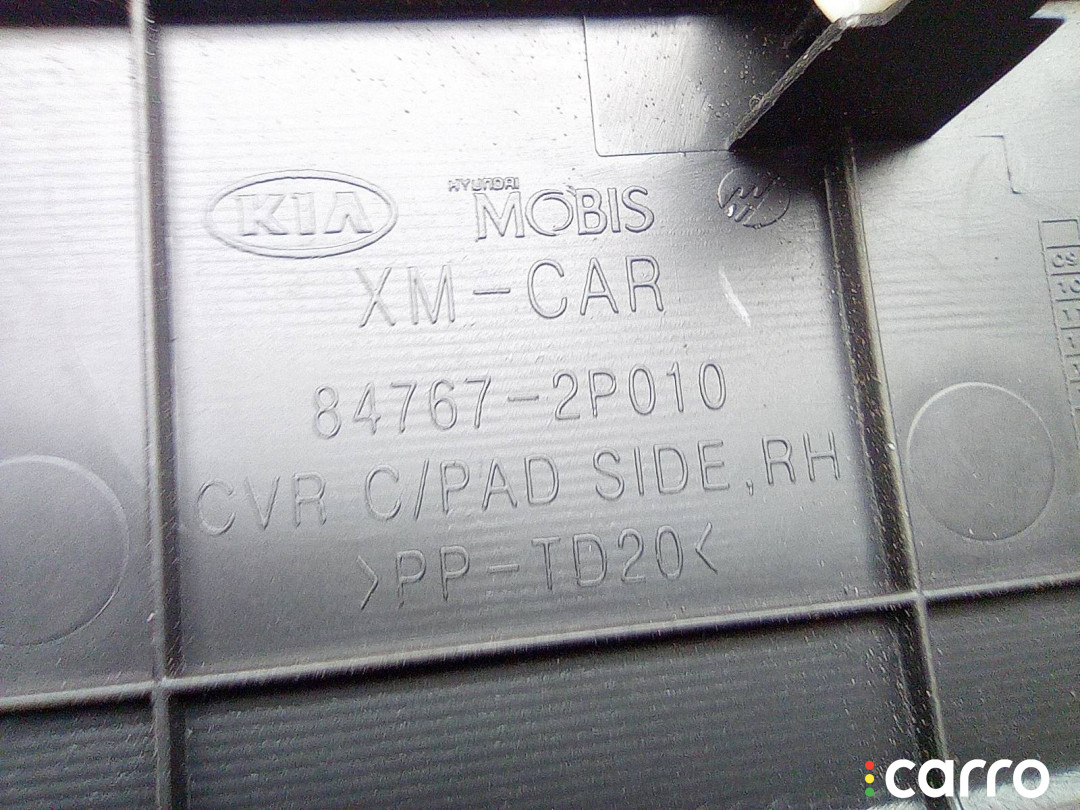 KIA
HYUNDAI
MOBIS
XM-CAR
84767-2P010
CVR C/PAD SIDE,RH
>PP-TD20<
carro